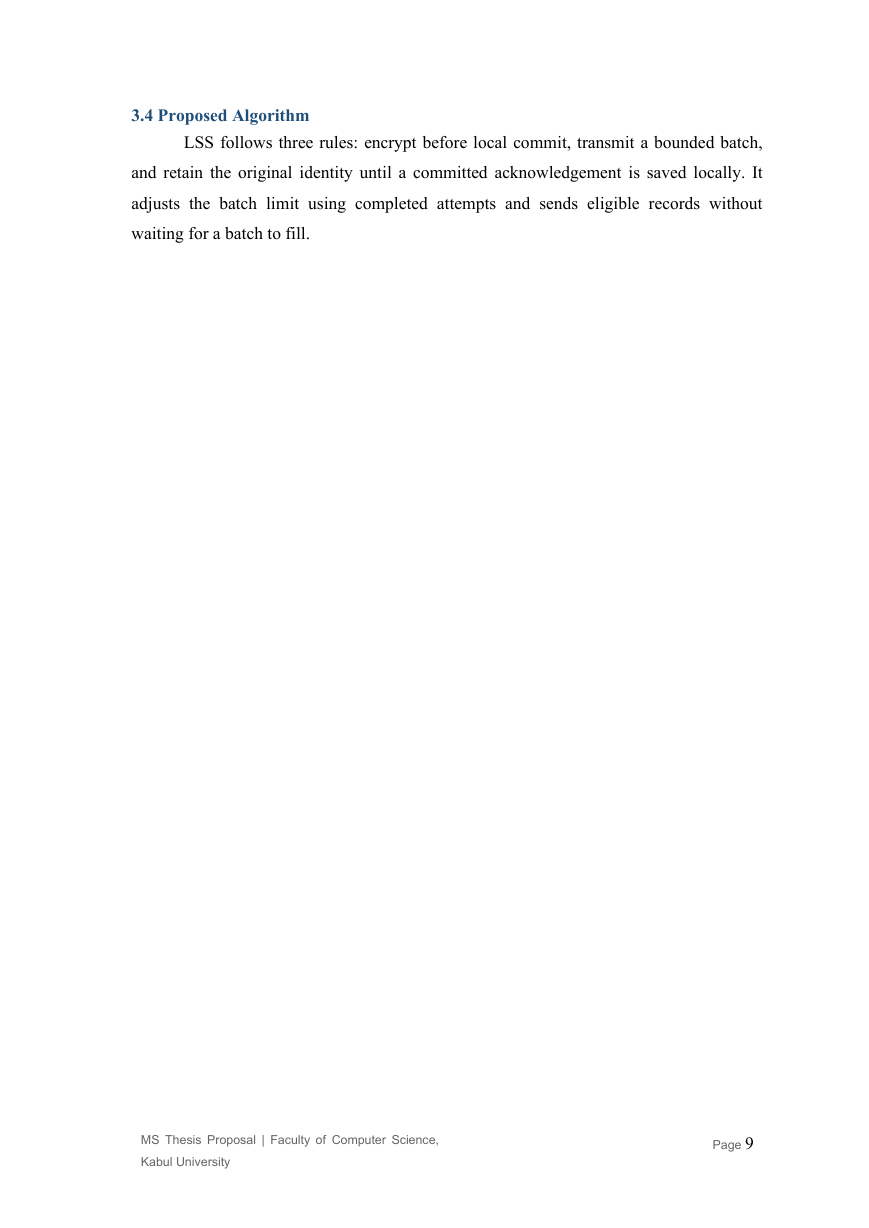 3.4 Proposed Algorithm
LSS follows three rules: encrypt before local commit, transmit a bounded batch,
and retain the original identity until a committed acknowledgement is saved locally. It
adjusts the batch limit using completed attempts and sends eligible records without
waiting for a batch to fill.
MS Thesis Proposal | Faculty of Computer Science,
Kabul University
Page 9